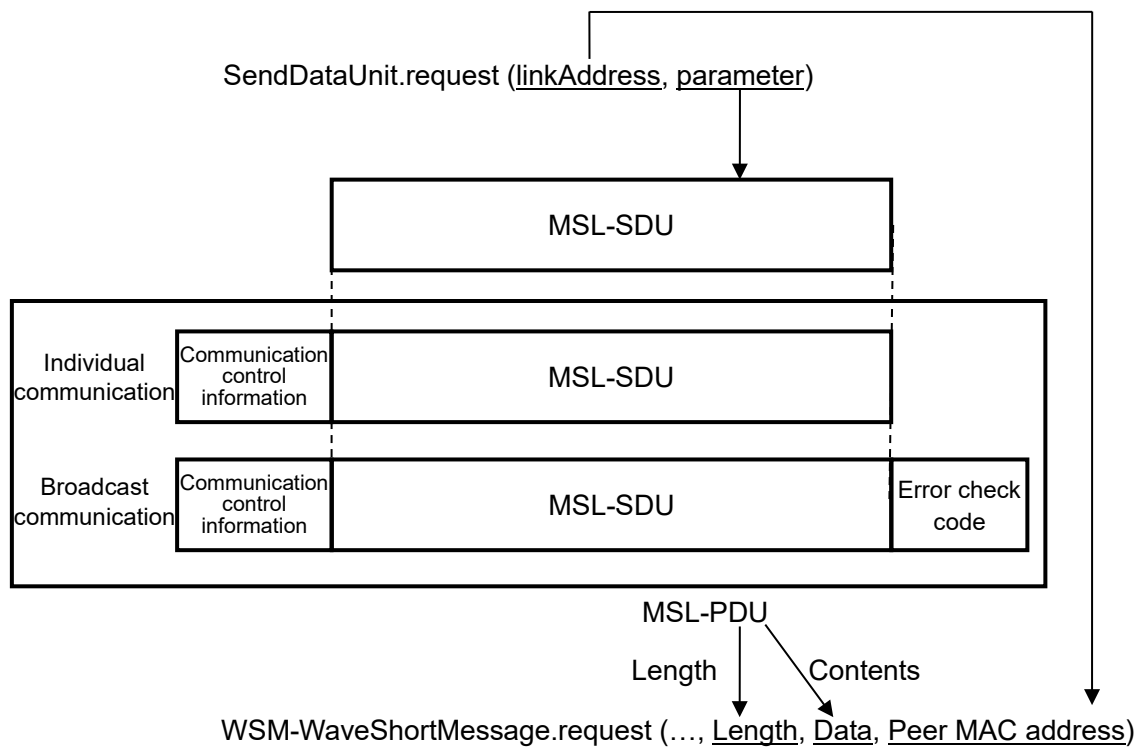 SendDataUnit.request (linkAddress, parameter)
MSL-SDU
Individual
communication
Communication
control
information
MSL-SDU
Broadcast
communication
Communication
control
information
MSL-SDU
Error check
code
MSL-PDU
Length
Contents
WSM-WaveShortMessage.request (…, Length, Data, Peer MAC address)